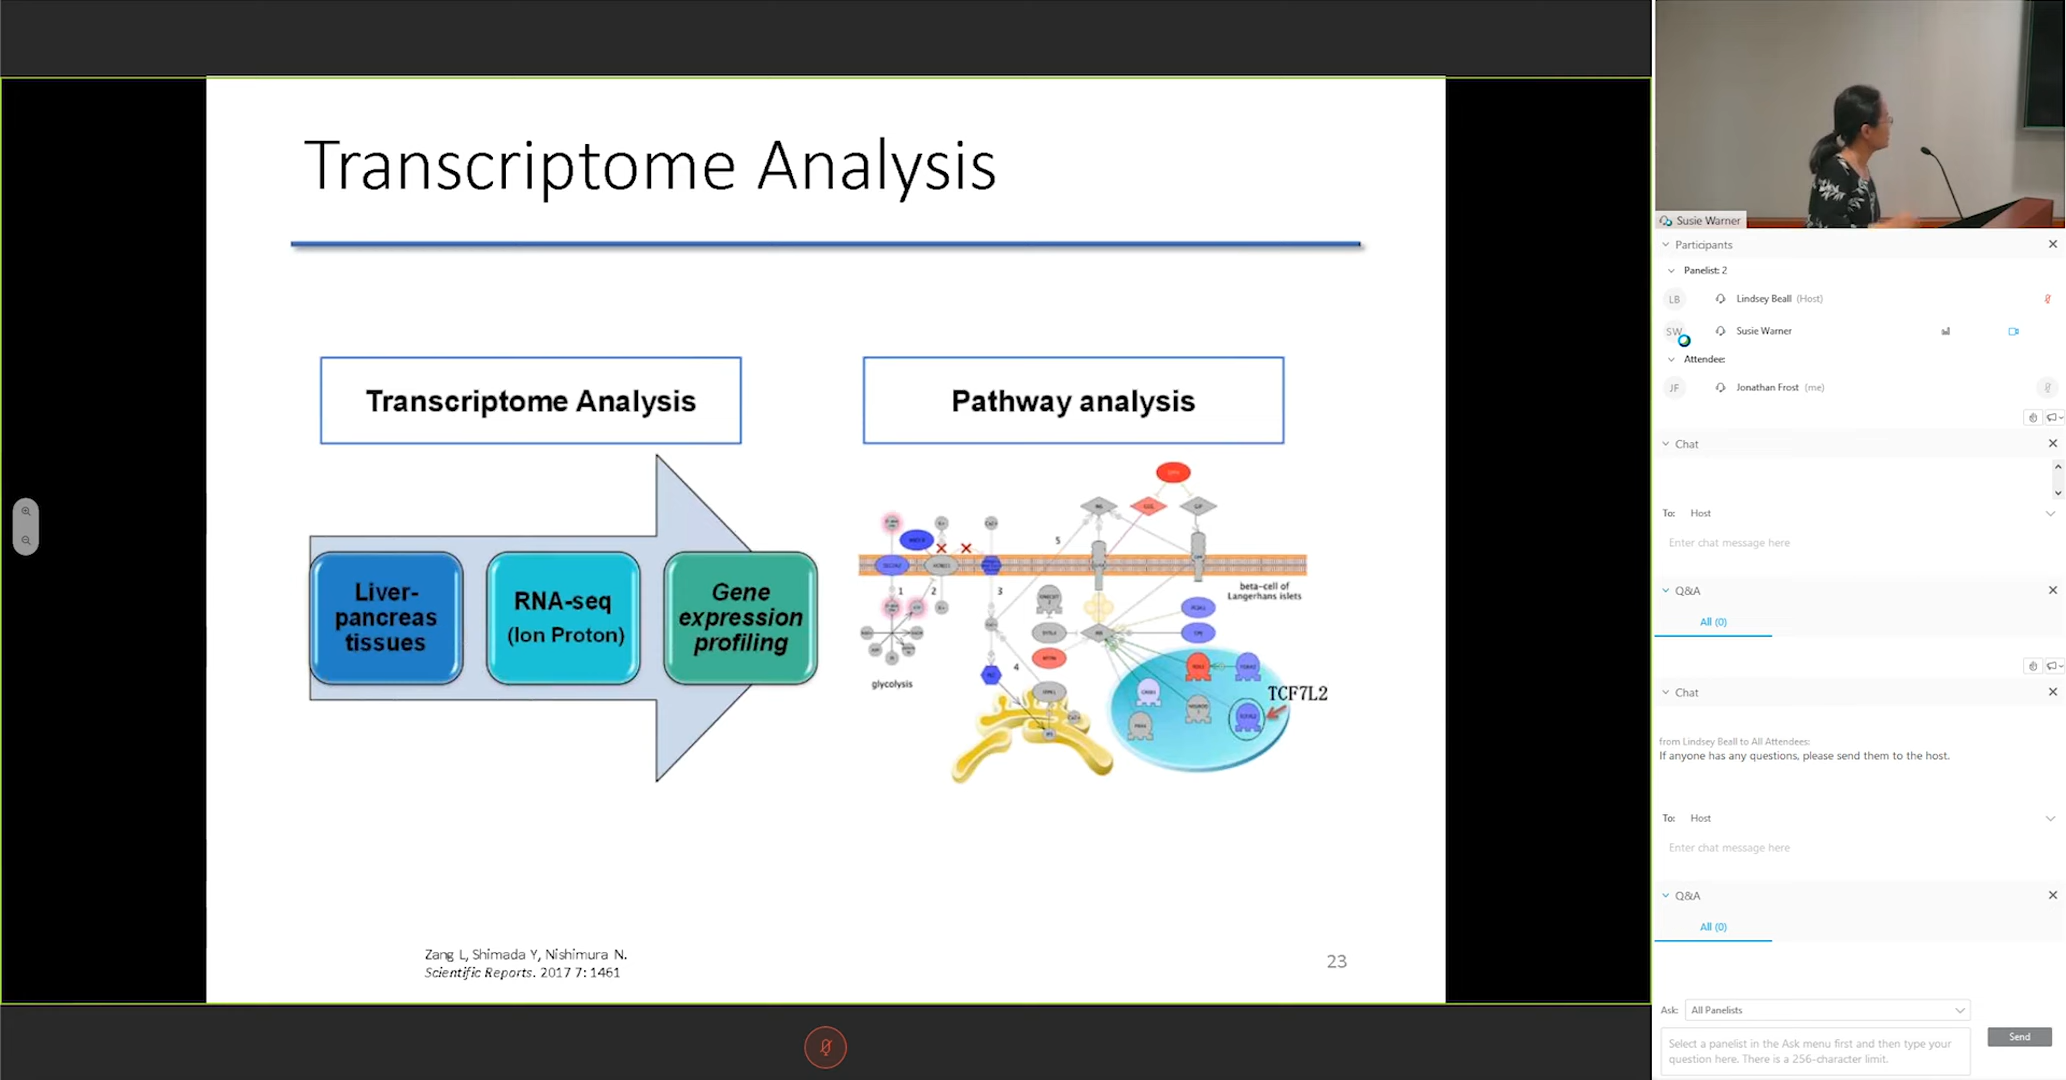 Transcriptome Analysis
Transcriptome Analysis
Liver-
pancreas
tissues
RNA-seq
(Ion Proton)
Gene
expression
profiling
Pathway analysis
5
1
2
3
beta-cell of
Langerhans islets
4
glycolysis
TCF7L2
Zang L, Shimada Y, Nishimura N.
Scientific Reports. 2017 7: 1461
23
Susie Warner
Participants
Panelist: 2
LB Lindsey Beall (Host)
SW Susie Warner
Attendee:
JF Jonathan Frost (me)
Chat
To: Host
Enter chat message here
Q&A
All (0)
Chat
from Lindsey Beall to All Attendees:
If anyone has any questions, please send them to the host.
To: Host
Enter chat message here
Q&A
All (0)
Ask: All Panelists
Select a panelist in the Ask menu first and then type your
question here. There is a 256-character limit.
Send